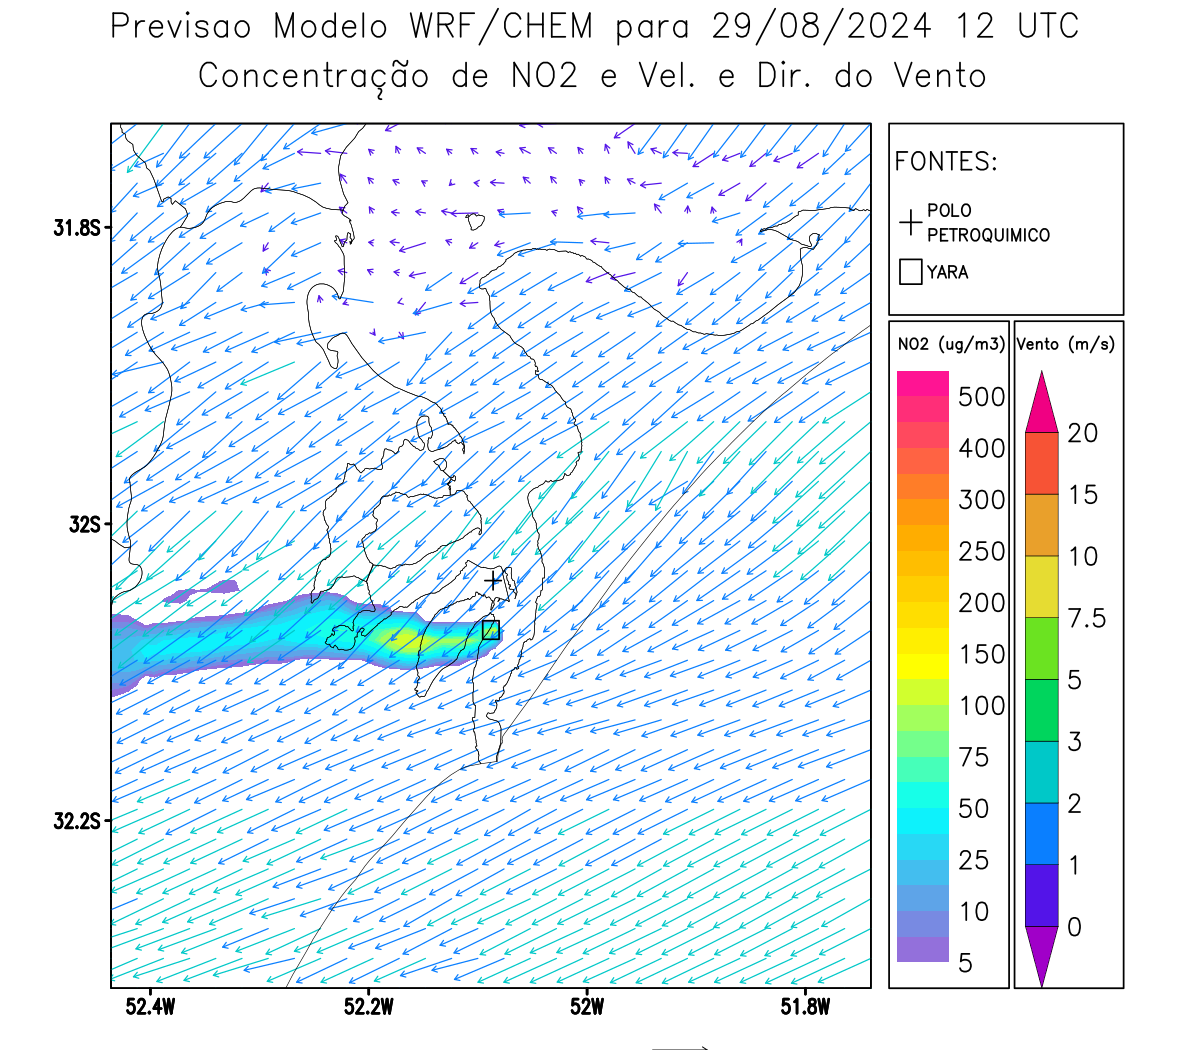 Previsao Modelo WRF/CHEM para 29/08/2024 12 UTC
Concentração de NO2 e Vel. e Dir. do Vento
FONTES:
POLO
PETROQUIMICO
YARA
NO2 (ug/m3)
500
400
300
250
200
150
100
75
50
25
10
5
Vento (m/s)
20
15
10
7.5
5
3
2
1
0
31.8S
32S
32.2S
52.4W
52.2W
52W
51.8W